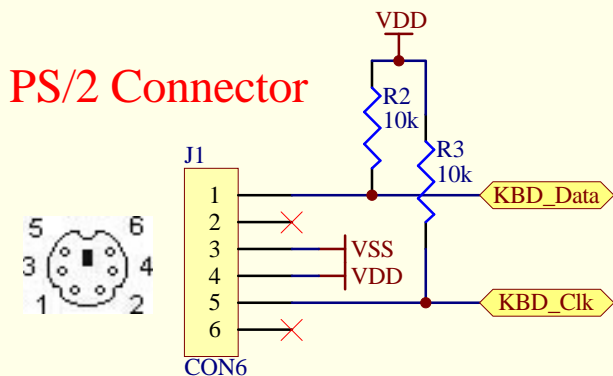 VDD
PS/2 Connector
R2
10k
R3
10k
J1
1
KBD_Data
2
3
VSS
4
VDD
5
KBD_Clk
6
CON6
5 6
3 4
1 2